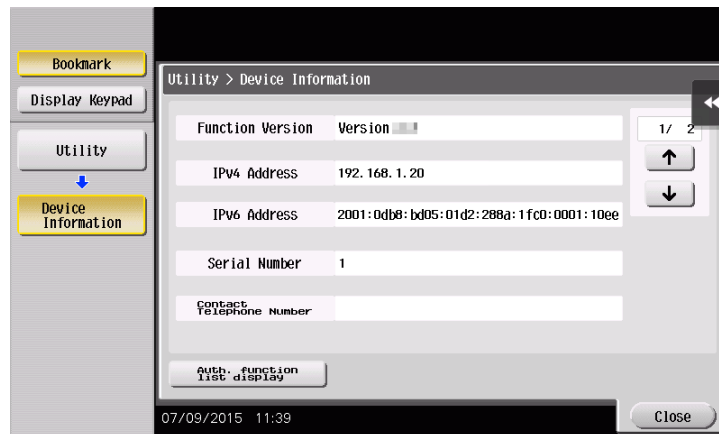 Bookmark
Display Keypad
Utility
Device
Information
Utility > Device Information
Function Version Version
1/ 2
IPv4 Address 192.168.1.20
IPv6 Address 2001:0db8:bd05:01d2:288a:1fc0:0001:10ee
Serial Number 1
Contact
Telephone Number
Auth. function
list display
07/09/2015 11:39
Close